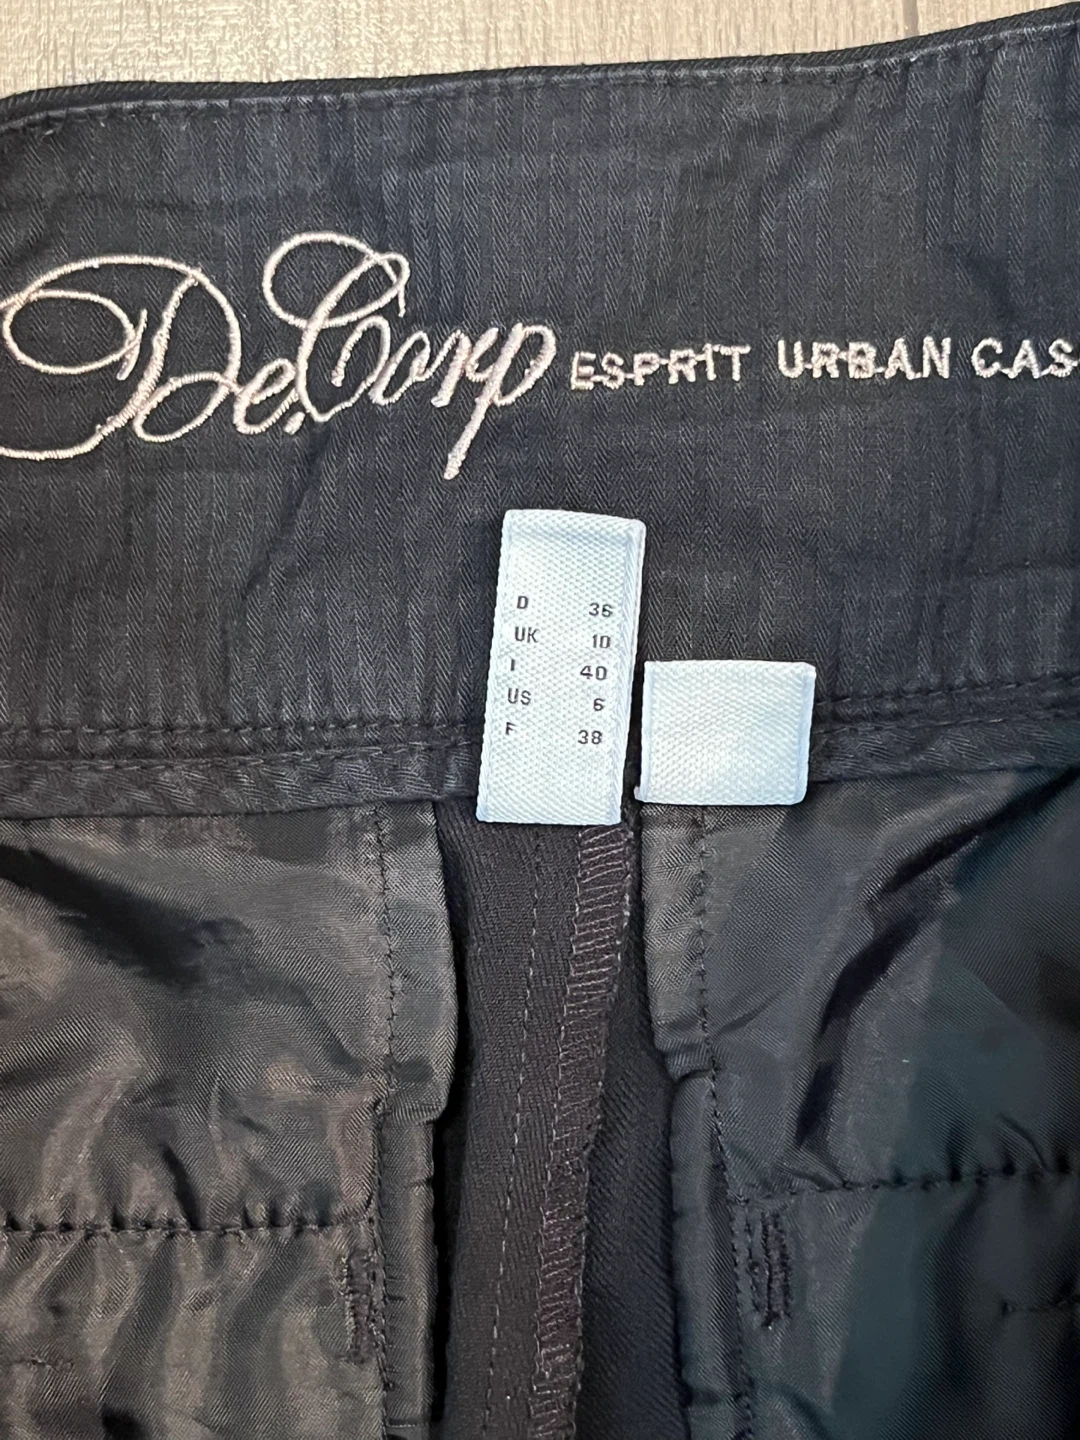 De.Corp ESPRIT URBAN CAS
D 36
UK 10
I 40
US 6
F 38